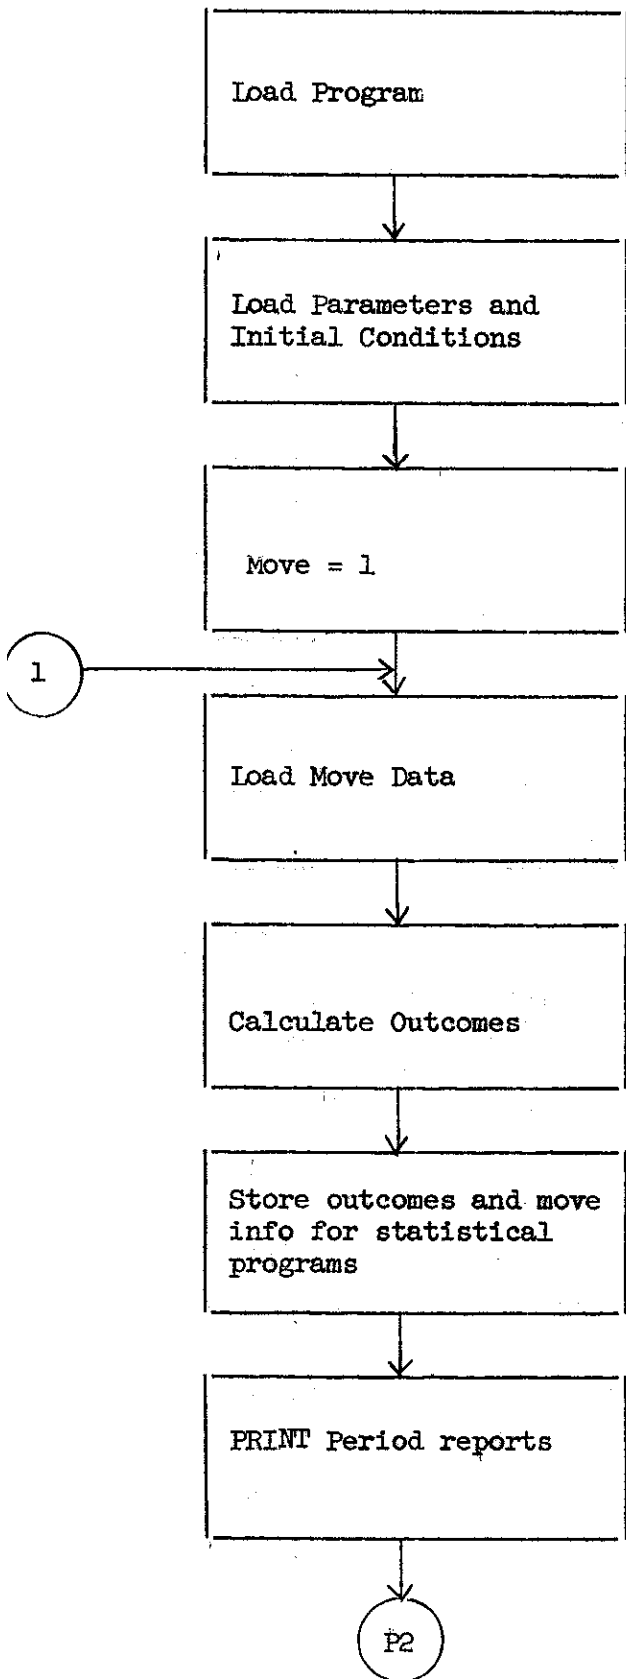 Load Program
Load Parameters and
Initial Conditions
Move = 1
1
Load Move Data
Calculate Outcomes
Store outcomes and move
info for statistical
programs
PRINT Period reports
P2